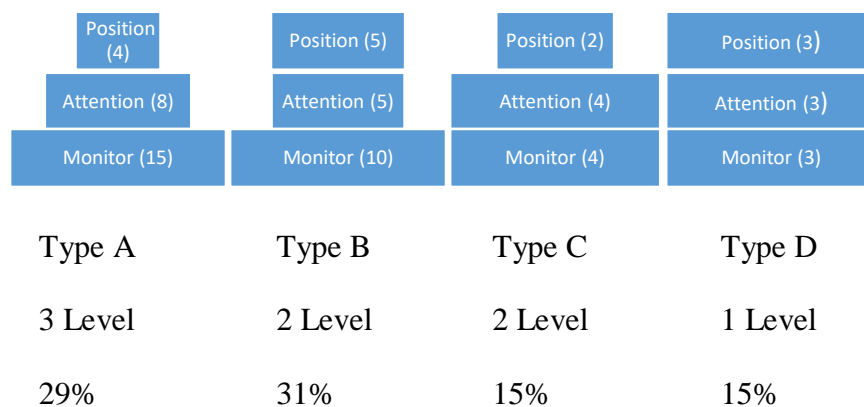 Position (4) Position (5) Position (2) Position (3)
Attention (8) Attention (5) Attention (4) Attention (3)
Monitor (15) Monitor (10) Monitor (4) Monitor (3)
Type A Type B Type C Type D
3 Level 2 Level 2 Level 1 Level
29% 31% 15% 15%